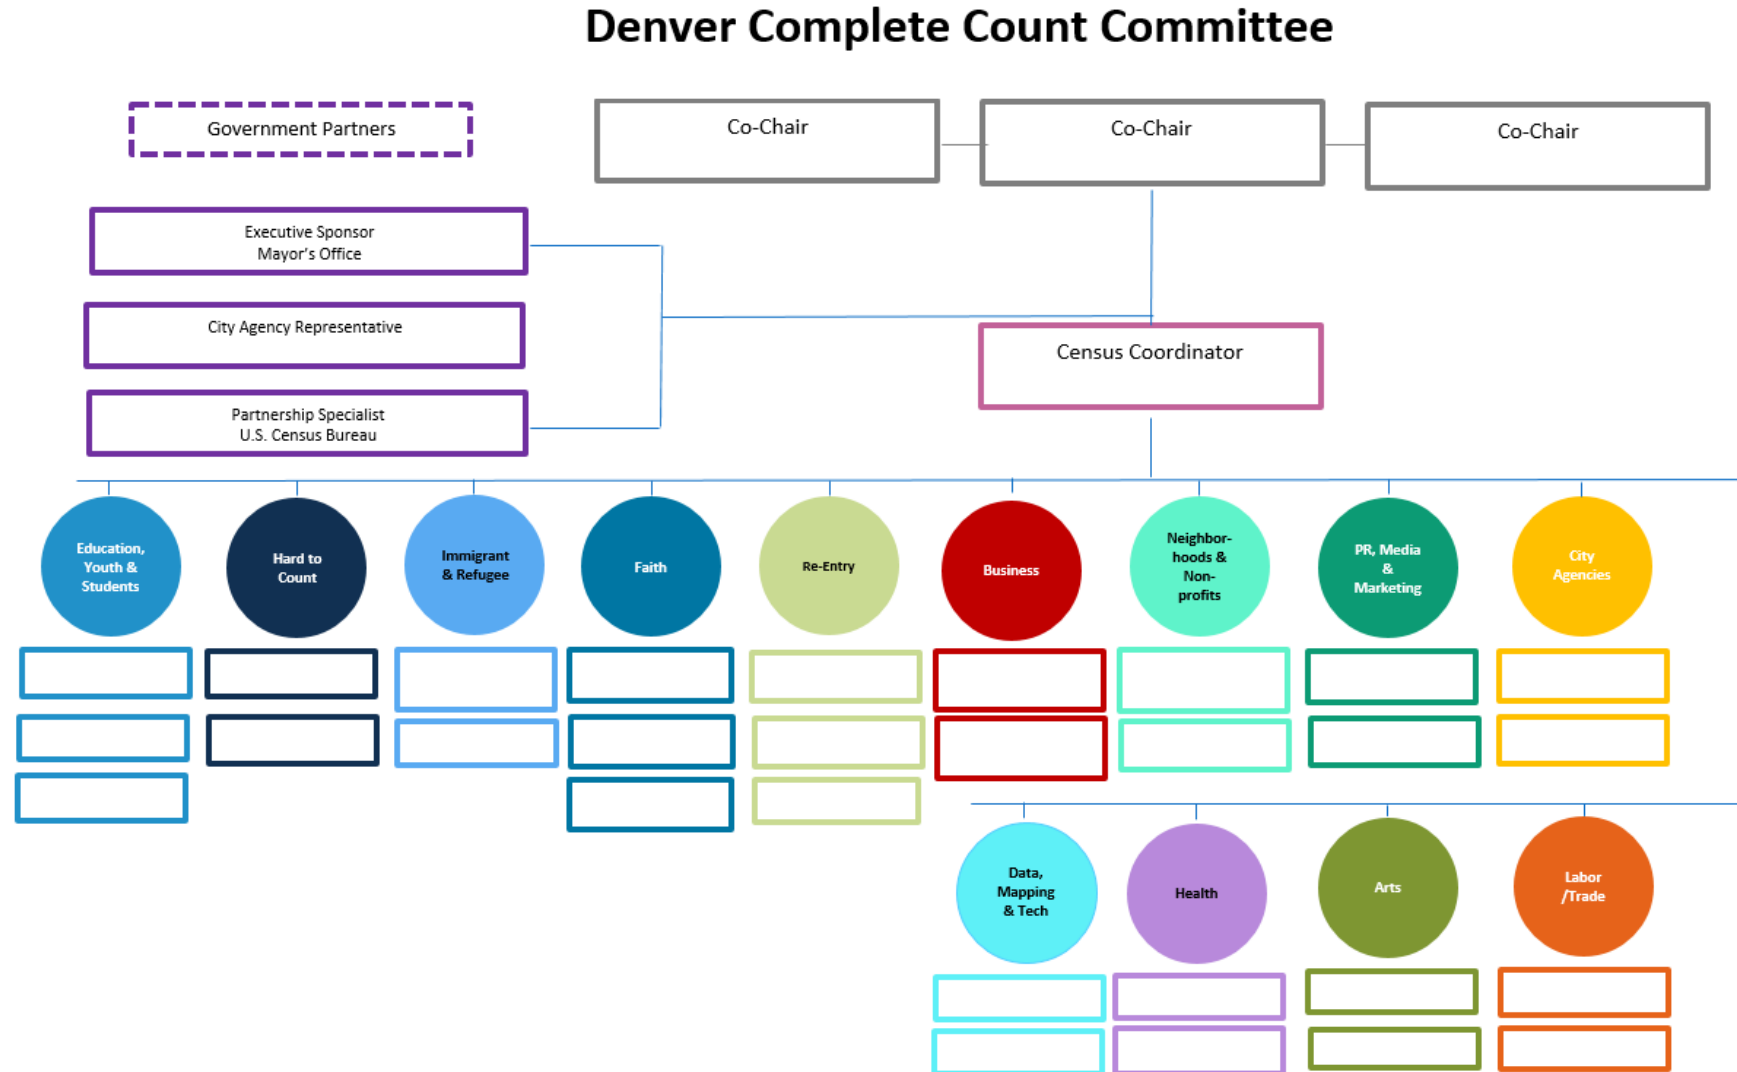 Denver Complete Count Committee
Government Partners
Co-Chair
Co-Chair
Co-Chair
Executive Sponsor
Mayor's Office
City Agency Representative
Census Coordinator
Partnership Specialist
U.S. Census Bureau
Education,
Youth &
Students
Hard to
Count
Immigrant
& Refugee
Faith
Re-Entry
Business
Neighbor-
hoods &
Non-
profits
PR, Media
&
Marketing
City
Agencies
Data,
Mapping
& Tech
Health
Arts
Labor
/Trade